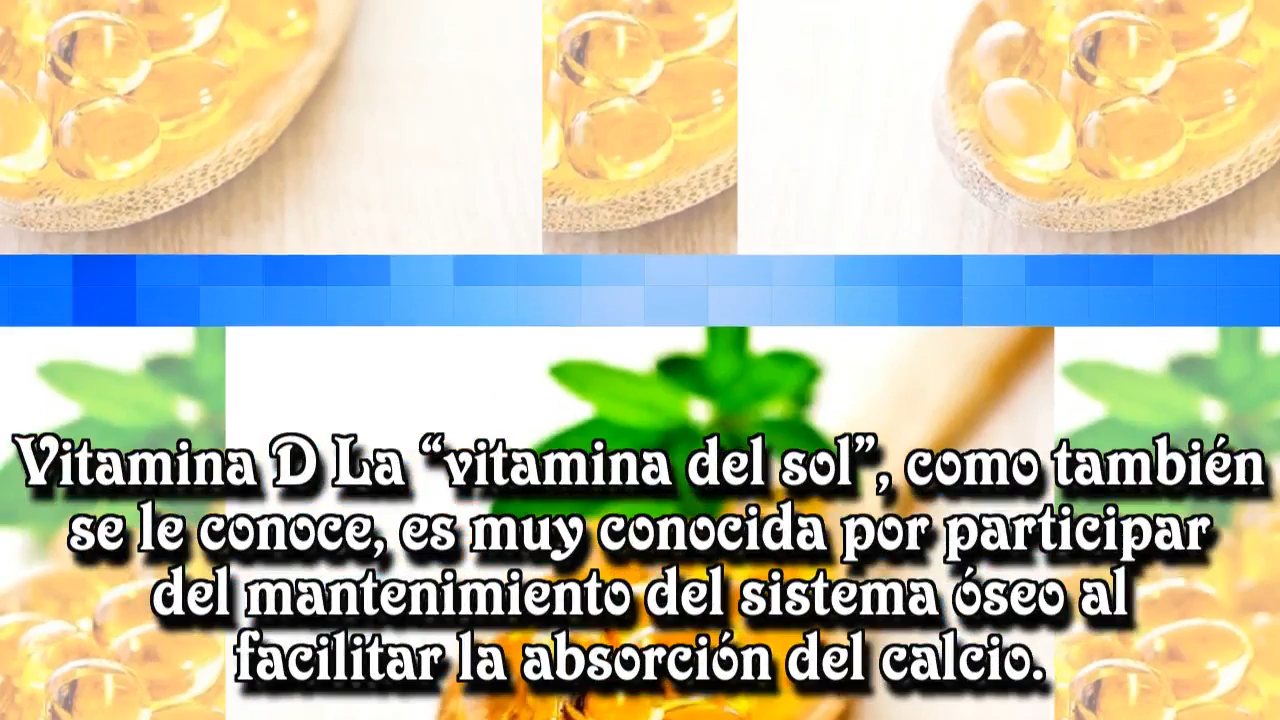 Vitamina D La “vitamina del sol”, como también
se le conoce, es muy conocida por participar
del mantenimiento del sistema óseo al
facilitar la absorción del calcio.